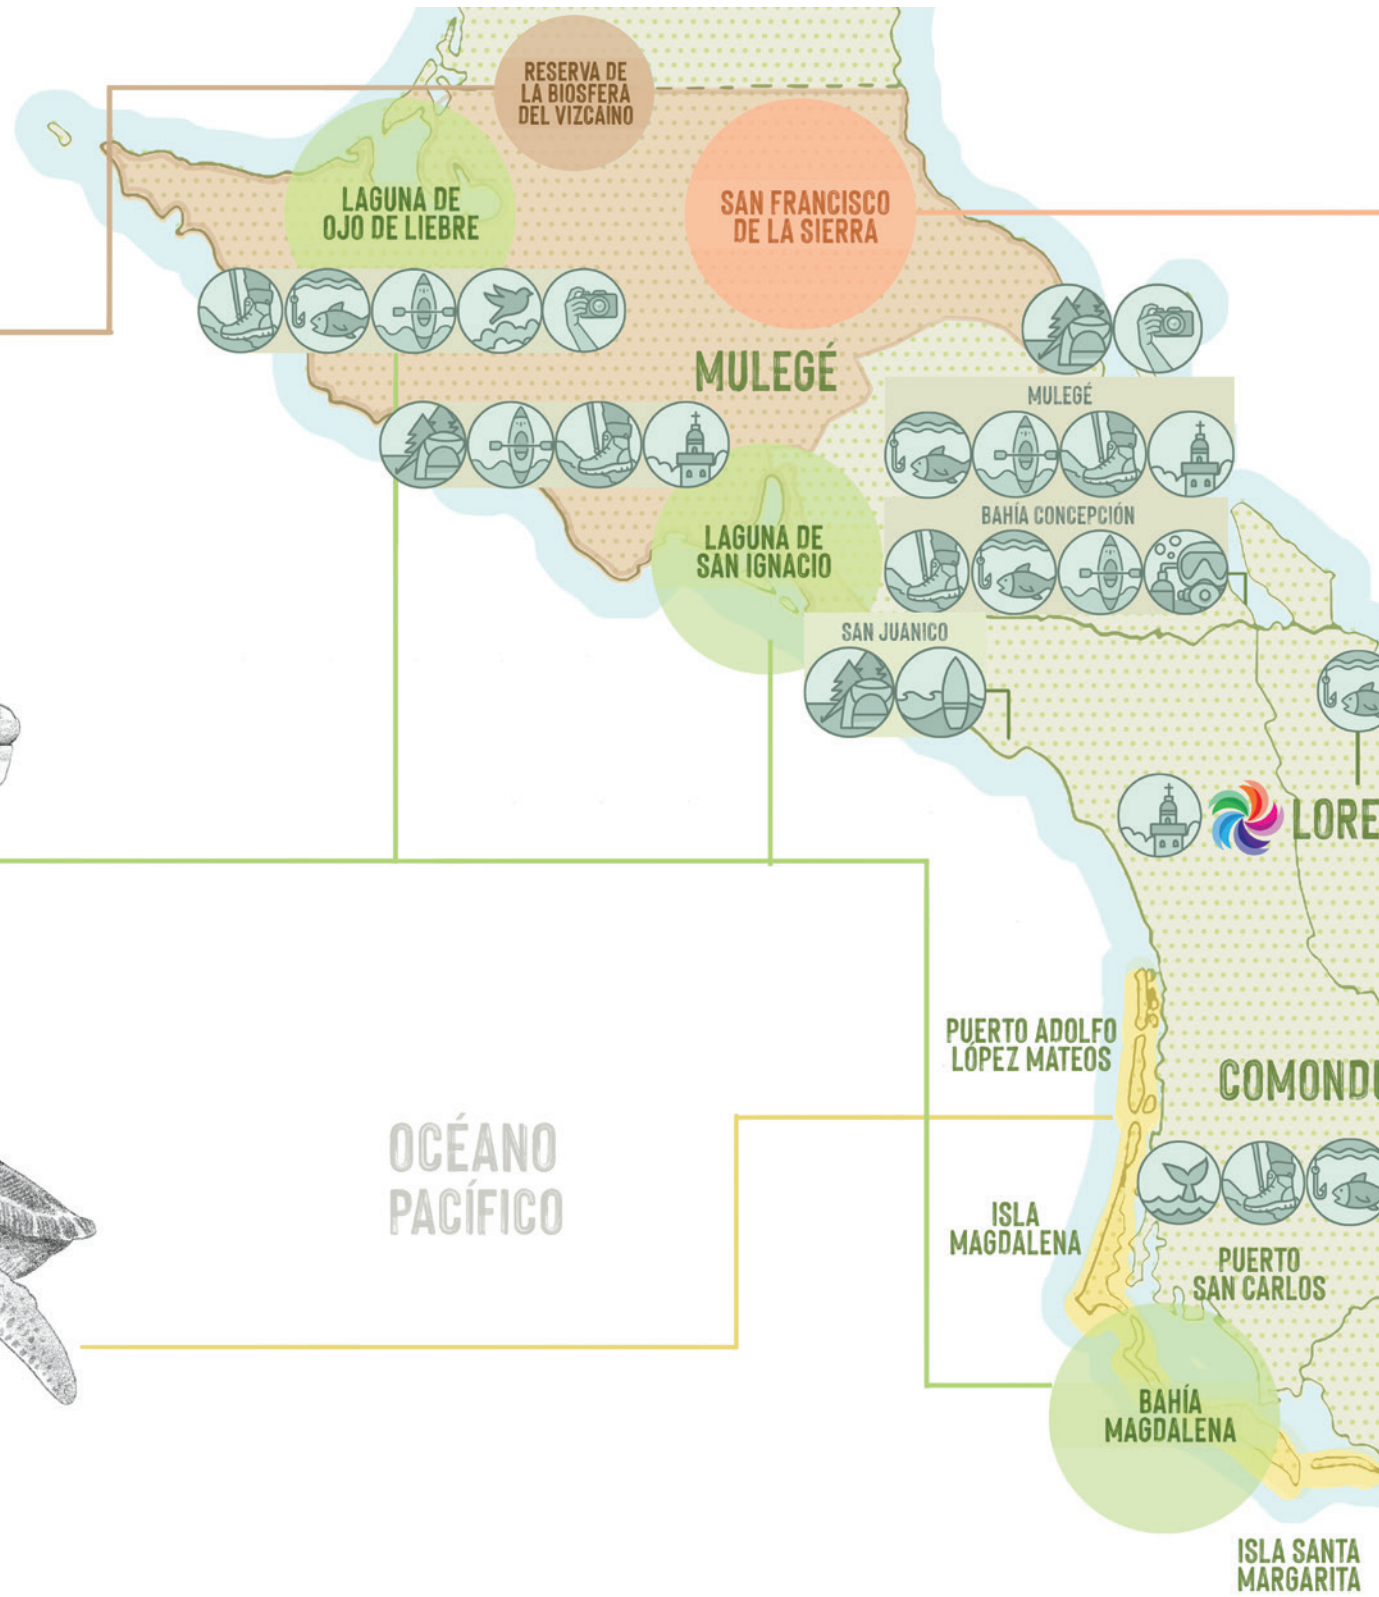 RESERVA DE
LA BIOSFERA
DEL VIZCAINO
LAGUNA DE
OJO DE LIEBRE
SAN FRANCISCO
DE LA SIERRA
MULEGÉ
MULEGÉ
BAHÍA CONCEPCIÓN
LAGUNA DE
SAN IGNACIO
SAN JUANICO
LORE
PUERTO ADOLFO
LÓPEZ MATEOS
COMONDU
OCÉANO
PACÍFICO
ISLA
MAGDALENA
PUERTO
SAN CARLOS
BAHÍA
MAGDALENA
ISLA SANTA
MARGARITA